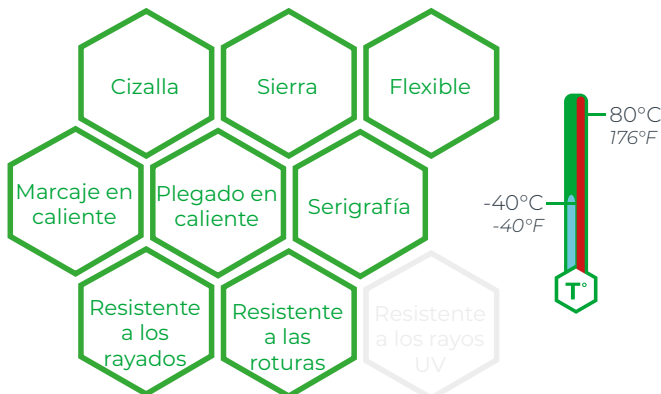 Cizalla
Sierra
Flexible
Marcaje en
caliente
Plegado en
caliente
Serigrafía
Resistente
a los
rayados
Resistente
a las
roturas
Resistente
a los rayos
UV
80°C
176°F
-40°C
-40°F
T°